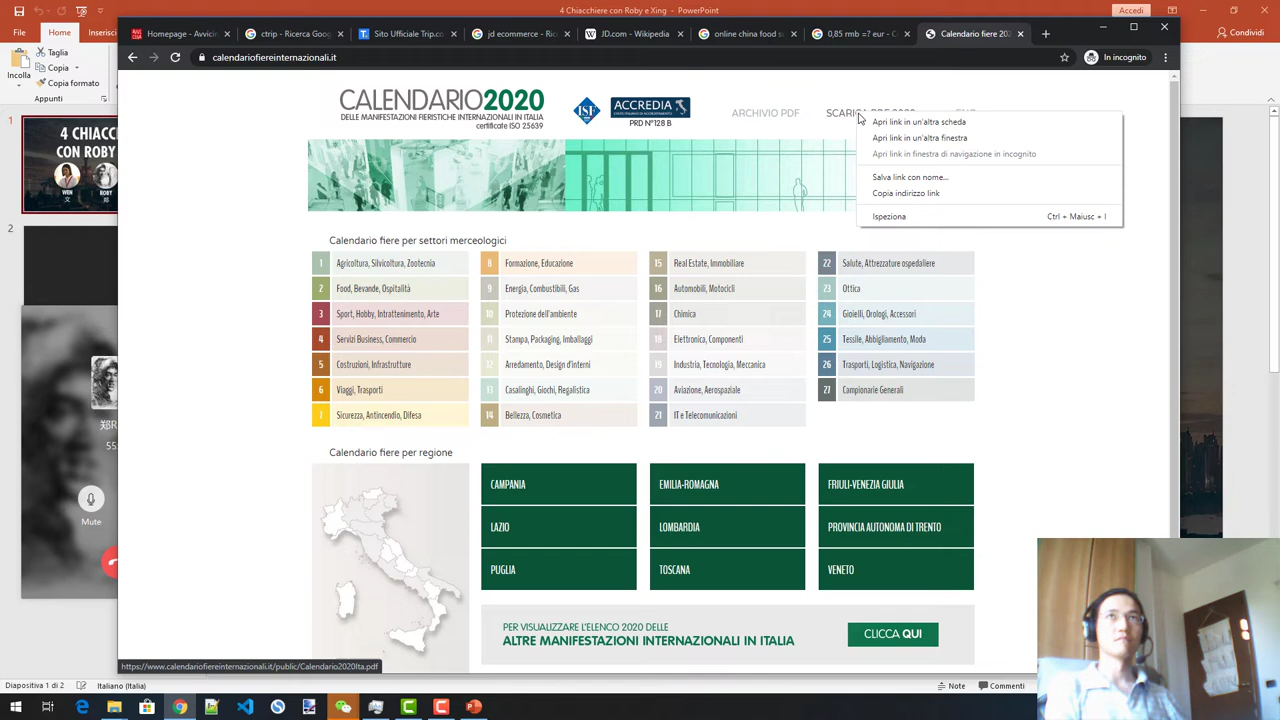 4 Chiacchiere con Roby e Xing - PowerPoint
Accedi
File
Home
Inserisci
Condividi
Incolla
Taglia
Copia
Copia formato
Appunti
Homepage - Avvicin
ctrip - Ricerca Goog
Sito Ufficiale Trip.co
jd ecommerce - Ric
JD.com - Wikipedia
online china food s
0,85 rmb =? eur - C
Calendario fiere 202
calendariofiereinternazionali.it
In incognito
CALENDARIO2020
DELLE MANIFESTAZIONI FIERISTICHE INTERNAZIONALI IN ITALIA
certificate ISO 25639
ISF
ACCREDIA
PRD N°128 B
ARCHIVIO PDF
Apri link in un'altra scheda
Apri link in un'altra finestra
Apri link in finestra di navigazione in incognito
Salva link con nome...
Copia indirizzo link
Ispeziona Ctrl + Maiusc + I
1
4 CHIACC
CON ROBY
WEN
ROBY
文
郑
2
Calendario fiere per settori merceologici
1 Agricoltura, Silvicoltura, Zootecnia
2 Food, Bevande, Ospitalità
3 Sport, Hobby, Intrattenimento, Arte
4 Servizi Business, Commercio
5 Costruzioni, Infrastrutture
6 Viaggi, Trasporti
7 Sicurezza, Antincendio, Difesa
8 Formazione, Educazione
9 Energia, Combustibili, Gas
10 Protezione dell'ambiente
11 Stampa, Packaging, Imballaggi
12 Arredamento, Design d'interni
13 Casalinghi, Giochi, Regalistica
14 Bellezza, Cosmetica
15 Real Estate, Immobiliare
16 Automobili, Motocicli
17 Chimica
18 Elettronica, Componenti
19 Industria, Tecnologia, Meccanica
20 Aviazione, Aerospaziale
21 IT e Telecomunicazioni
22 Salute, Attrezzature ospedaliere
23 Ottica
24 Gioielli, Orologi, Accessori
25 Tessile, Abbigliamento, Moda
26 Trasporti, Logistica, Navigazione
27 Campionarie Generali
郑R
55
Mute
Calendario fiere per regione
CAMPANIA
EMILIA-ROMAGNA
FRIULI-VENEZIA GIULIA
LAZIO
LOMBARDIA
PROVINCIA AUTONOMA DI TRENTO
PUGLIA
TOSCANA
VENETO
PER VISUALIZZARE L'ELENCO 2020 DELLE
ALTRE MANIFESTAZIONI INTERNAZIONALI IN ITALIA
CLICCA QUI
https://www.calendariofiereinternazionali.it/public/Calendario2020Ita.pdf
Diapositiva 1 di 2
Italiano (Italia)
Note
Commenti